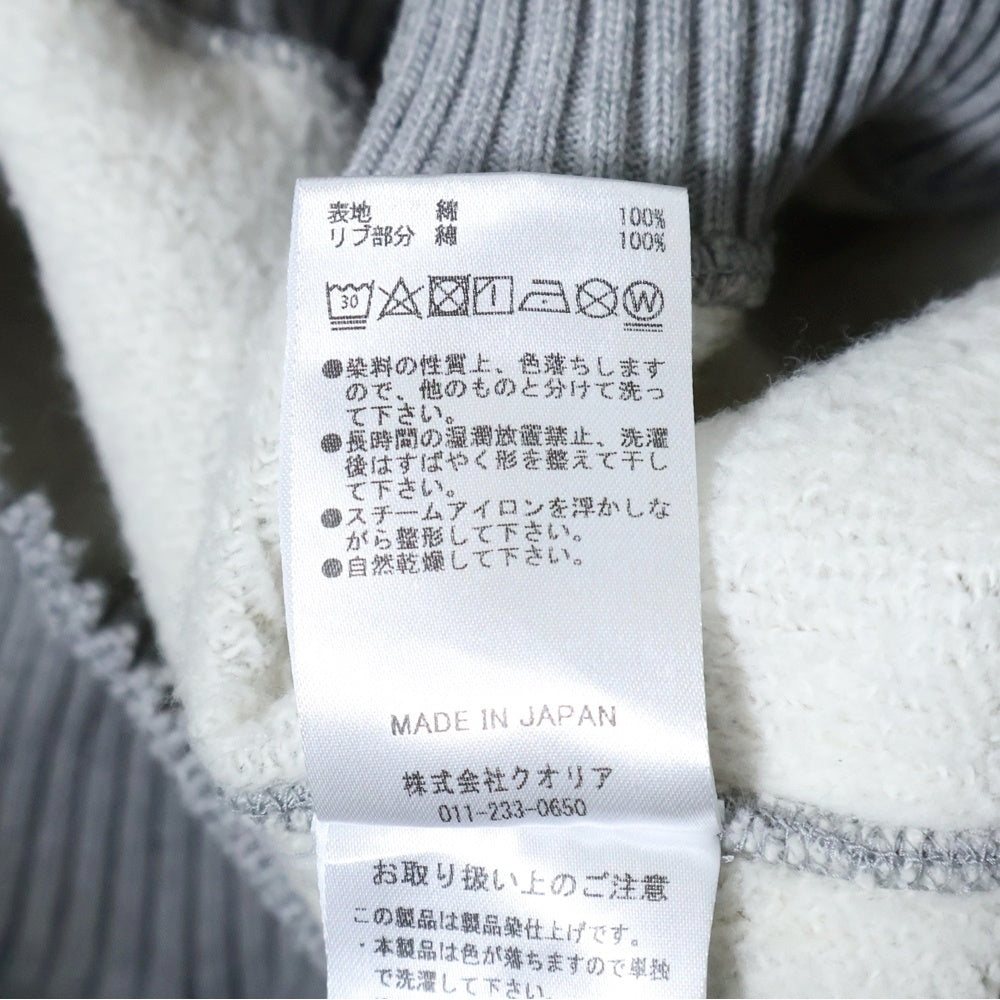 表地 綿 100%
リブ部分 綿 100%
30
W
●染料の性質上、色落ちします
ので、他のものと分けて洗っ
て下さい。
●長時間の湿潤放置禁止、洗濯
後はすばやく形を整えて干し
て下さい。
●スチームアイロンを浮かしな
がら整形して下さい。
●自然乾燥して下さい。
MADE IN JAPAN
株式会社クオリア
011-233-0650
お取り扱い上のご注意
この製品は製品染仕上げです。
・本製品は色が落ちますので単独
で洗濯して下さい。